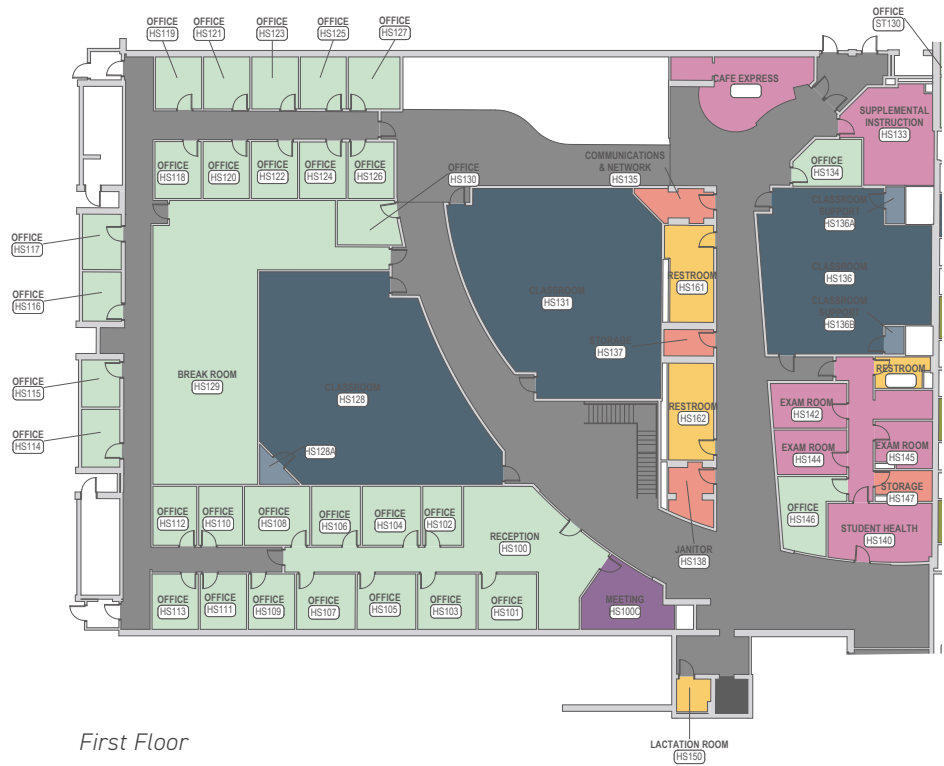 OFFICE
HS119
OFFICE
HS121
OFFICE
HS123
OFFICE
HS125
OFFICE
HS127
OFFICE
ST130
CAFE EXPRESS
SUPPLEMENTAL
INSTRUCTION
HS133
OFFICE
HS118
OFFICE
HS120
OFFICE
HS122
OFFICE
HS124
OFFICE
HS126
OFFICE
HS130
COMMUNICATIONS
& NETWORK
HS135
OFFICE
HS134
CLASSROOM
SUPPORT
HS136A
OFFICE
HS117
OFFICE
HS116
CLASSROOM
HS131
RESTROOM
HS161
CLASSROOM
HS136
CLASSROOM
SUPPORT
HS136B
STORAGE
HS137
BREAK ROOM
HS129
CLASSROOM
HS128
OFFICE
HS115
OFFICE
HS114
RESTROOM
RESTROOM
HS162
EXAM ROOM
HS142
EXAM ROOM
HS144
EXAM ROOM
HS145
HS128A
STORAGE
HS147
OFFICE
HS112
OFFICE
HS110
OFFICE
HS108
OFFICE
HS106
OFFICE
HS104
OFFICE
HS102
RECEPTION
HS100
OFFICE
HS146
STUDENT HEALTH
HS140
JANITOR
HS138
OFFICE
HS113
OFFICE
HS111
OFFICE
HS109
OFFICE
HS107
OFFICE
HS105
OFFICE
HS103
OFFICE
HS101
MEETING
HS100C
LACTATION ROOM
HS150
First Floor